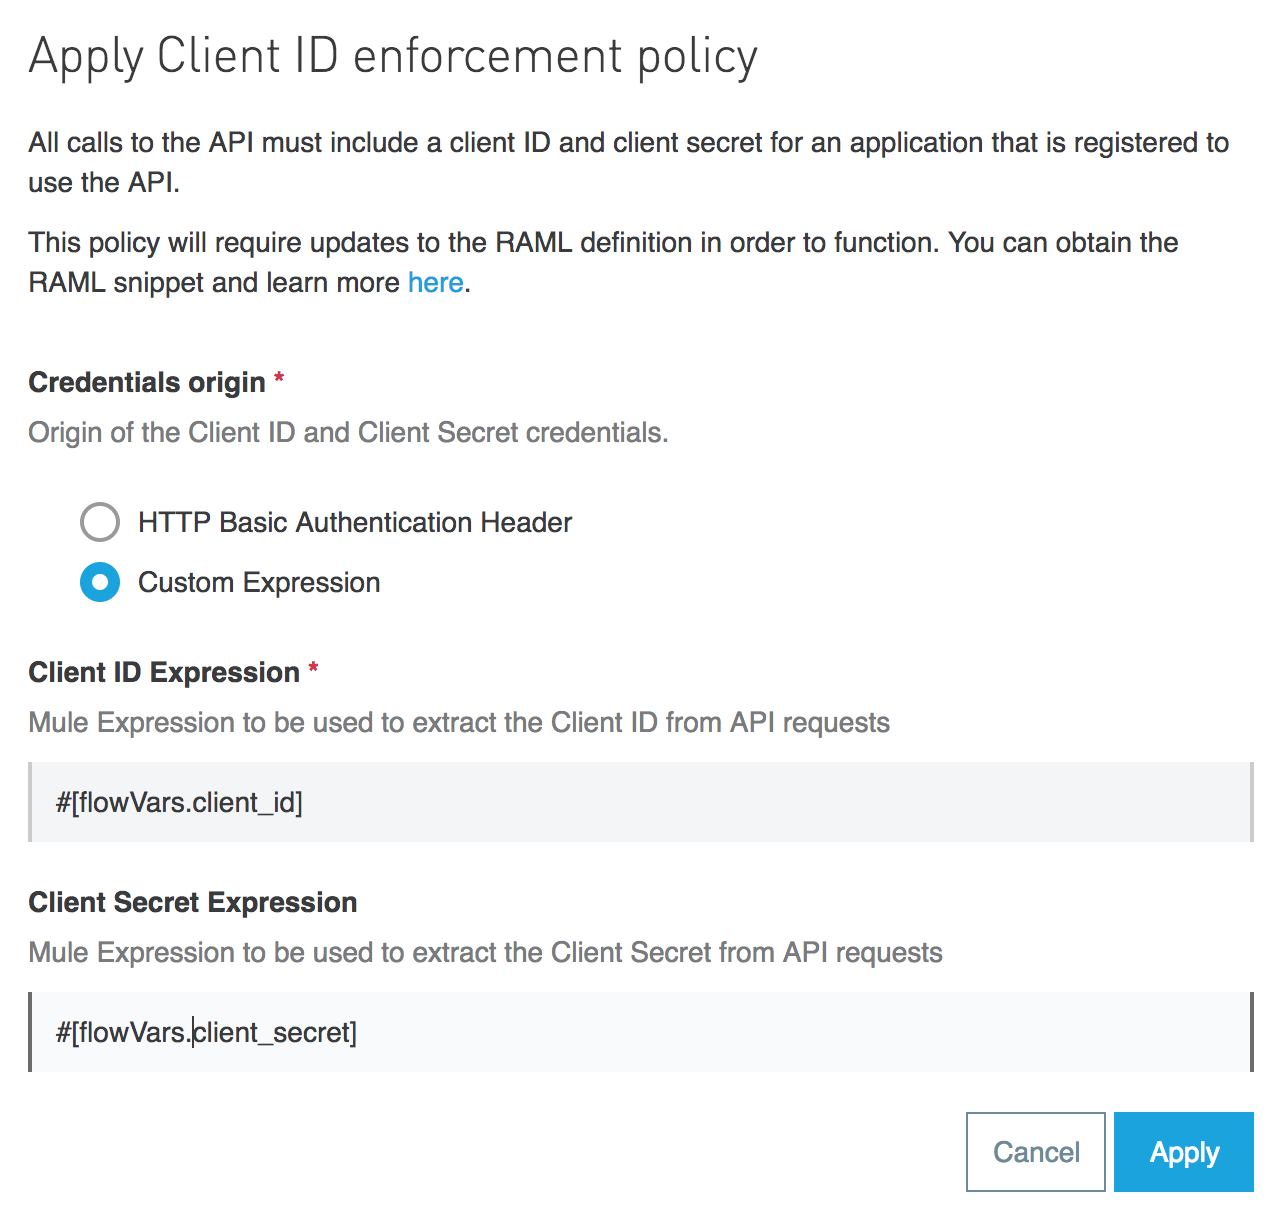 Apply Client ID enforcement policy
All calls to the API must include a client ID and client secret for an application that is registered to
use the API.
This policy will require updates to the RAML definition in order to function. You can obtain the
RAML snippet and learn more here.
Credentials origin *
Origin of the Client ID and Client Secret credentials.
HTTP Basic Authentication Header
Custom Expression
Client ID Expression *
Mule Expression to be used to extract the Client ID from API requests
#[flowVars.client_id]
Client Secret Expression
Mule Expression to be used to extract the Client Secret from API requests
#[flowVars.client_secret]
Cancel Apply